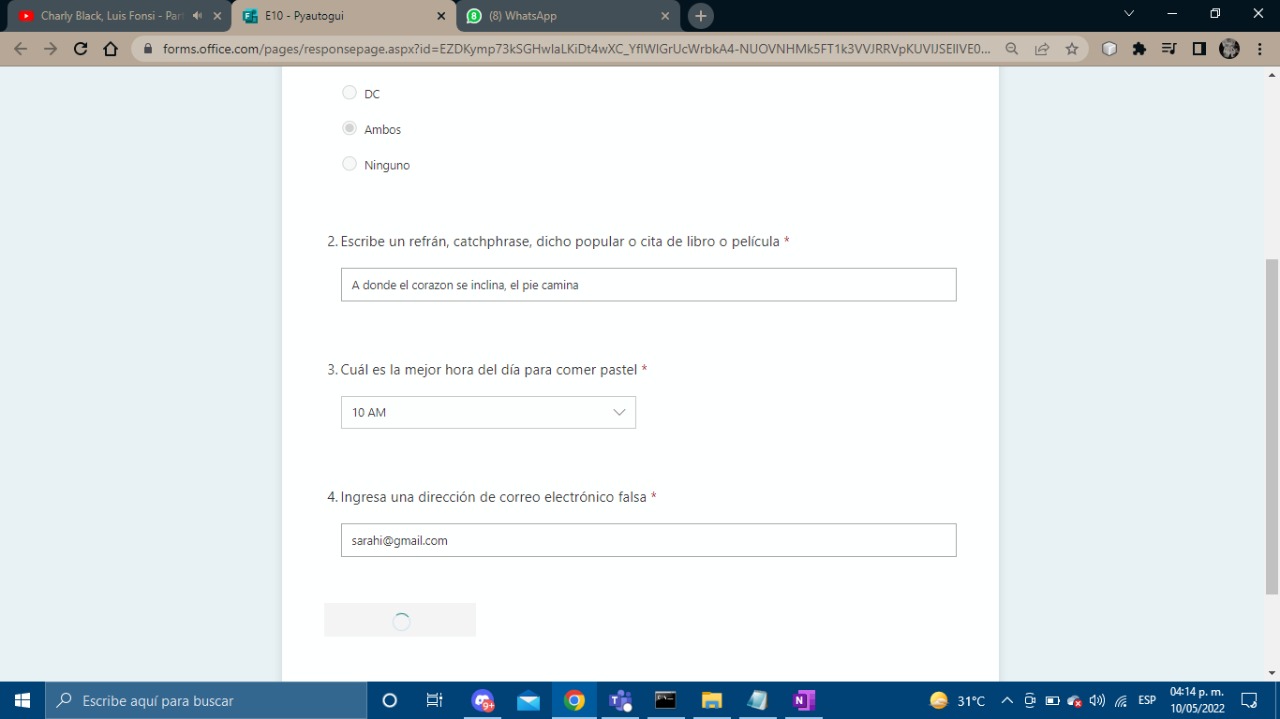 Charly Black, Luis Fonsi - Par
E10 - Pyautogui
(8) WhatsApp
forms.office.com/pages/responsepage.aspx?id=EZDKymp73kSGHwlaLKiDt4wXC_YflWlGrUcWrbkA4-NUOVNHMk5FT1k3VVJRRVpKUVlJSEllVE0...
DC
Ambos
Ninguno
2. Escribe un refrán, catchphrase, dicho popular o cita de libro o película *
A donde el corazon se inclina, el pie camina
3. Cuál es la mejor hora del día para comer pastel *
10 AM
4. Ingresa una dirección de correo electrónico falsa *
sarahi@gmail.com
Escribe aquí para buscar
9+
31°C
ESP
04:14 p. m.
10/05/2022